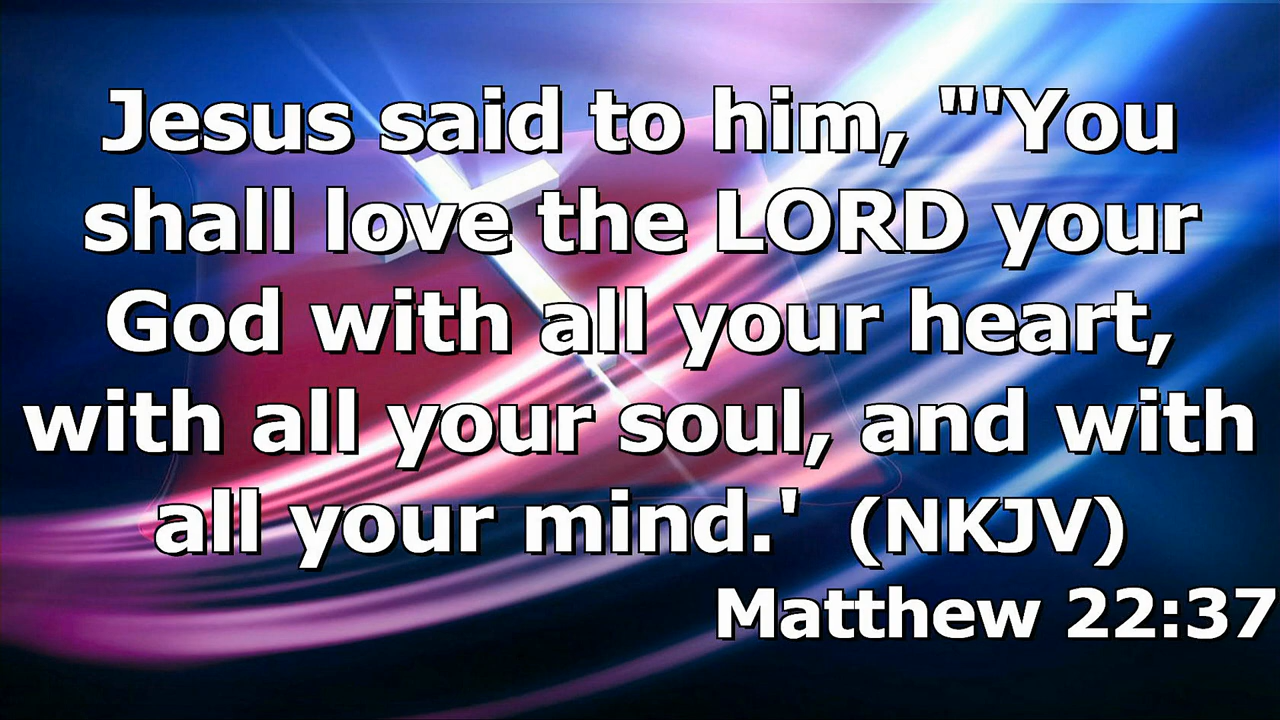 Jesus said to him, "'You
shall love the LORD your
God with all your heart,
with all your soul, and with
all your mind.' (NKJV)
Matthew 22:37